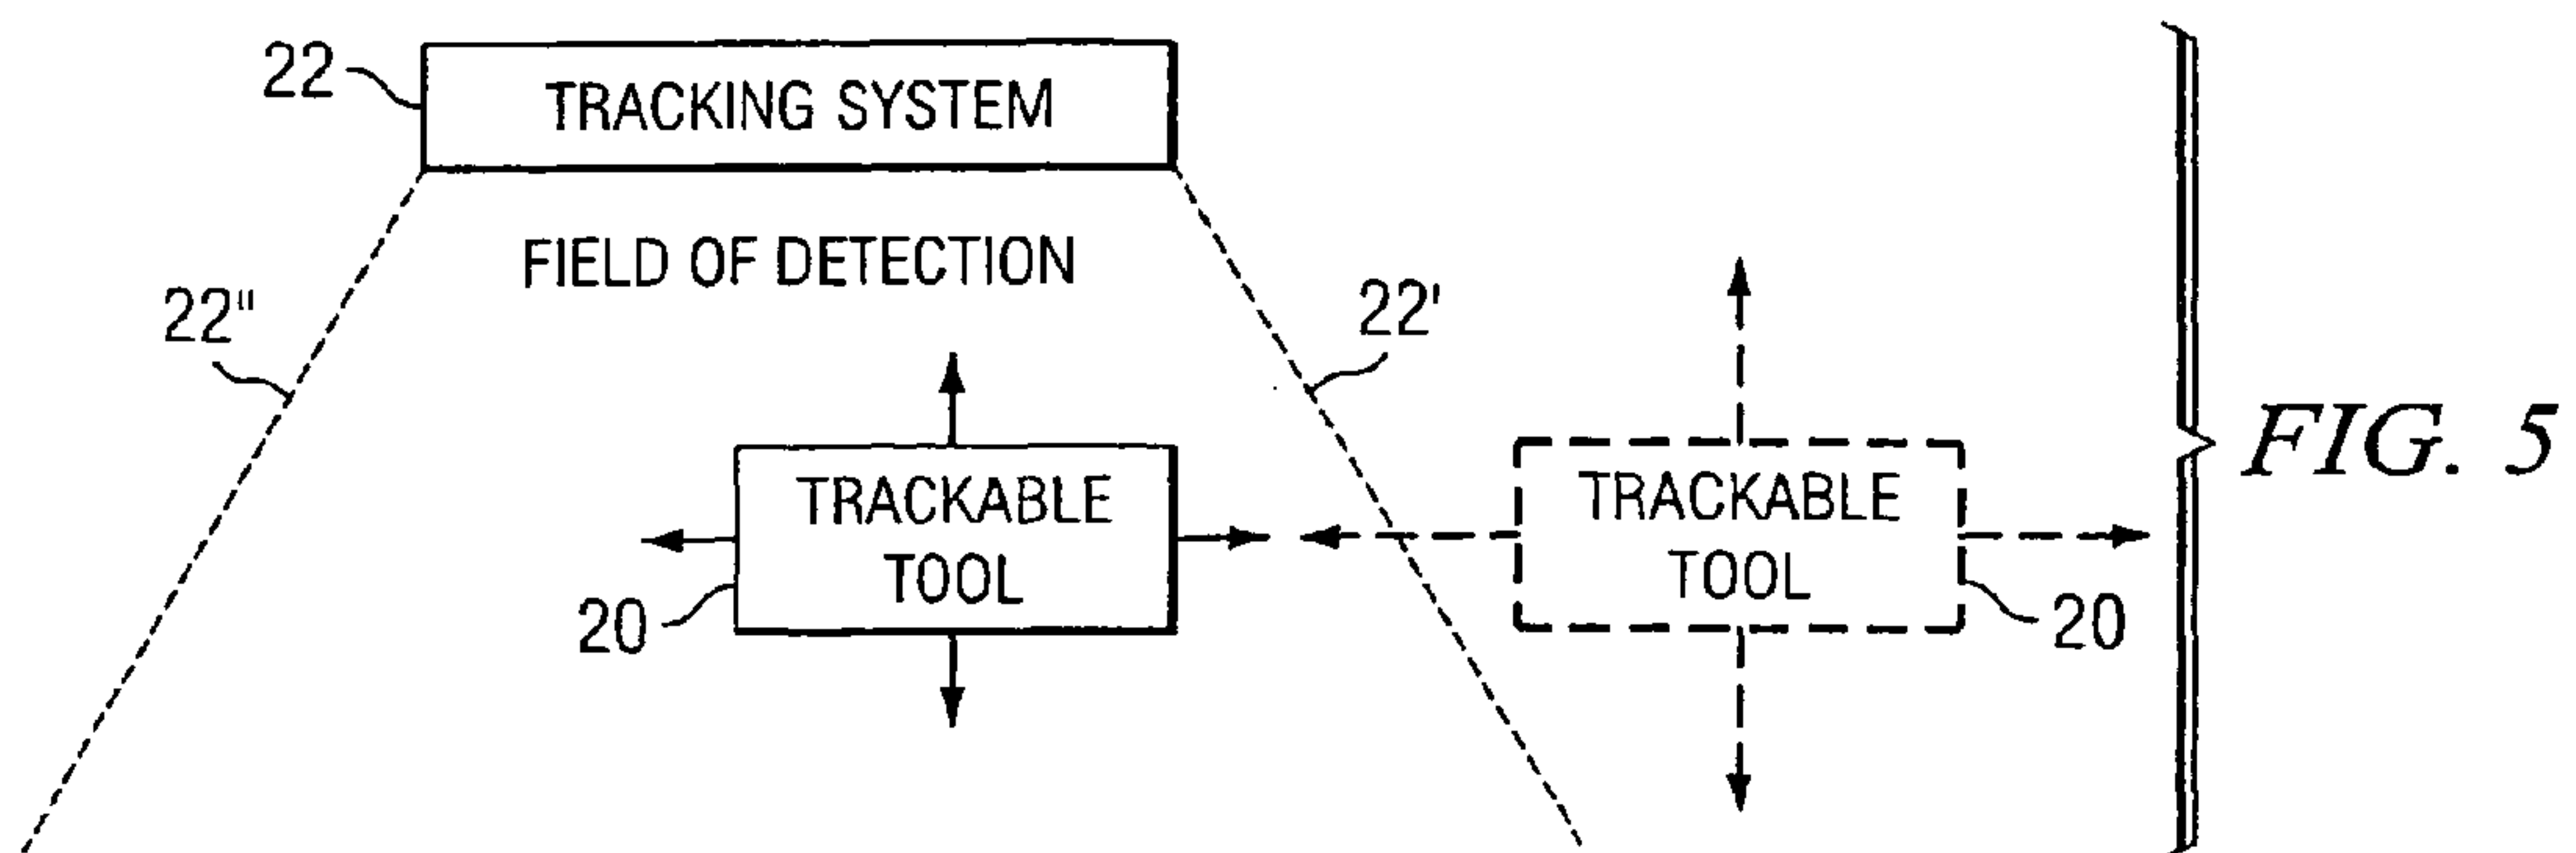 22
TRACKING SYSTEM
FIELD OF DETECTION
22"
22'
TRACKABLE
TOOL
20
TRACKABLE
TOOL
20
FIG. 5